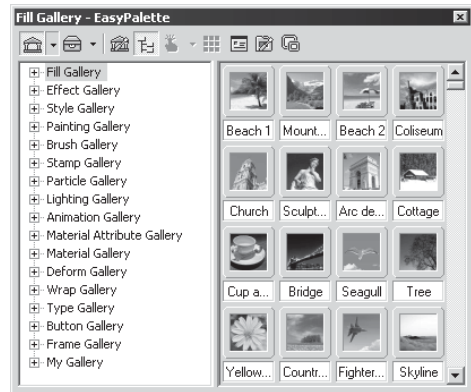 Fill Gallery - EasyPalette
Fill Gallery
Effect Gallery
Style Gallery
Painting Gallery
Brush Gallery
Stamp Gallery
Particle Gallery
Lighting Gallery
Animation Gallery
Material Attribute Gallery
Material Gallery
Deform Gallery
Wrap Gallery
Type Gallery
Button Gallery
Frame Gallery
My Gallery
Beach 1 Mount... Beach 2 Coliseum
Church Sculpt... Arc de... Cottage
Cup a... Bridge Seagull Tree
Yellow... Countr... Fighter... Skyline